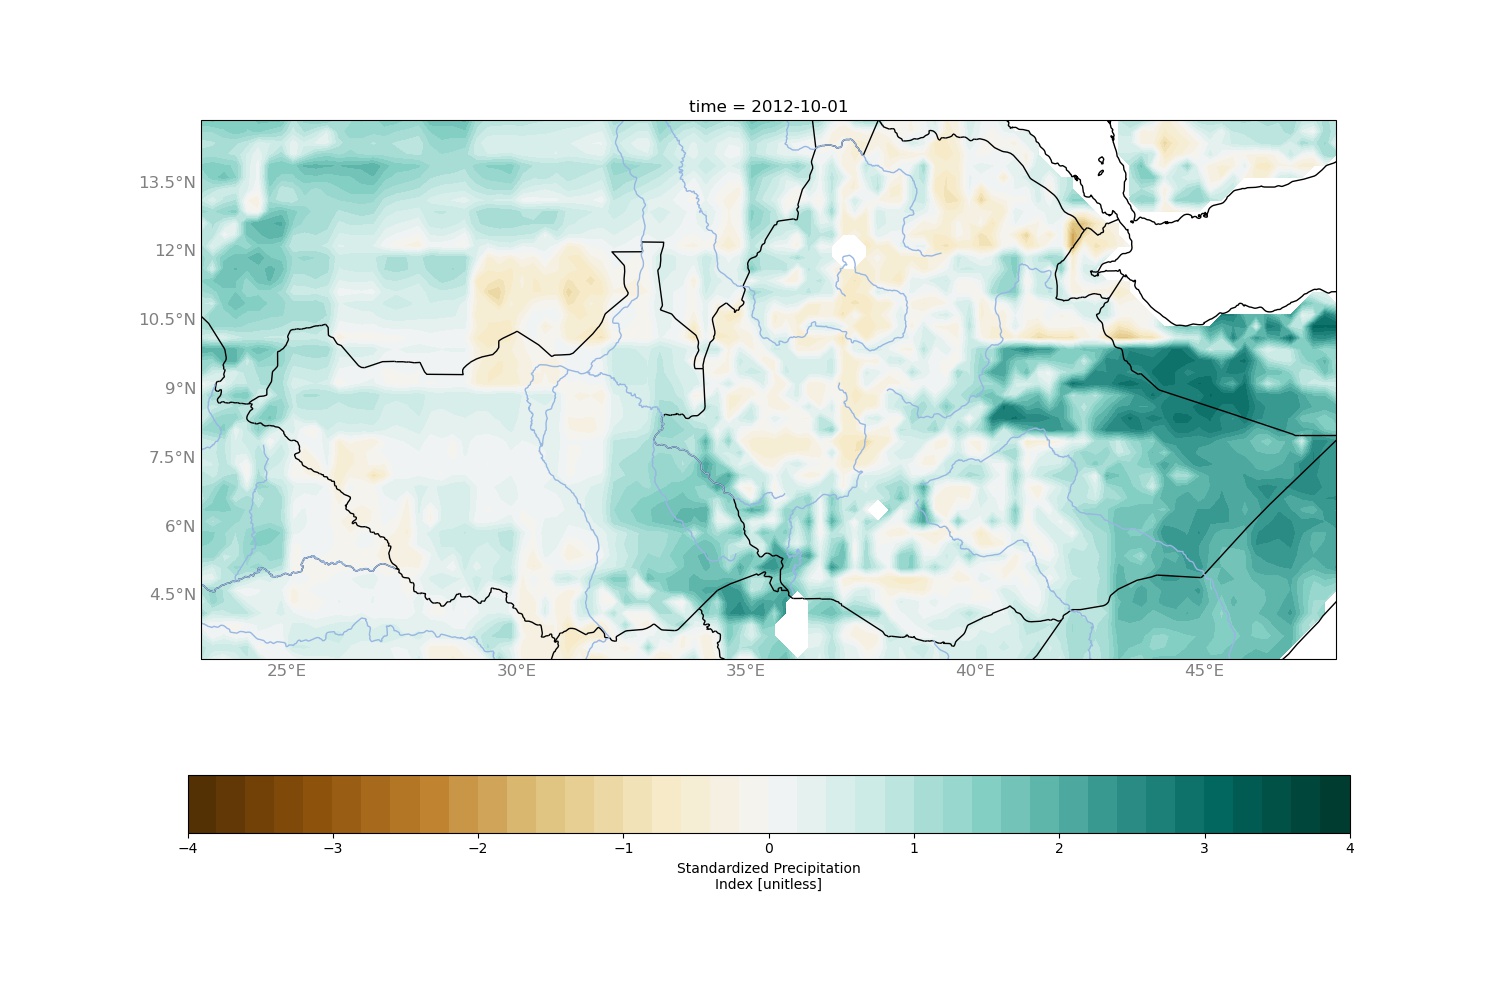 time = 2012-10-01
13.5°N
12°N
10.5°N
9°N
7.5°N
6°N
4.5°N
25°E 30°E 35°E 40°E 45°E
−4 −3 −2 −1 0 1 2 3 4
Standardized Precipitation
Index [unitless]